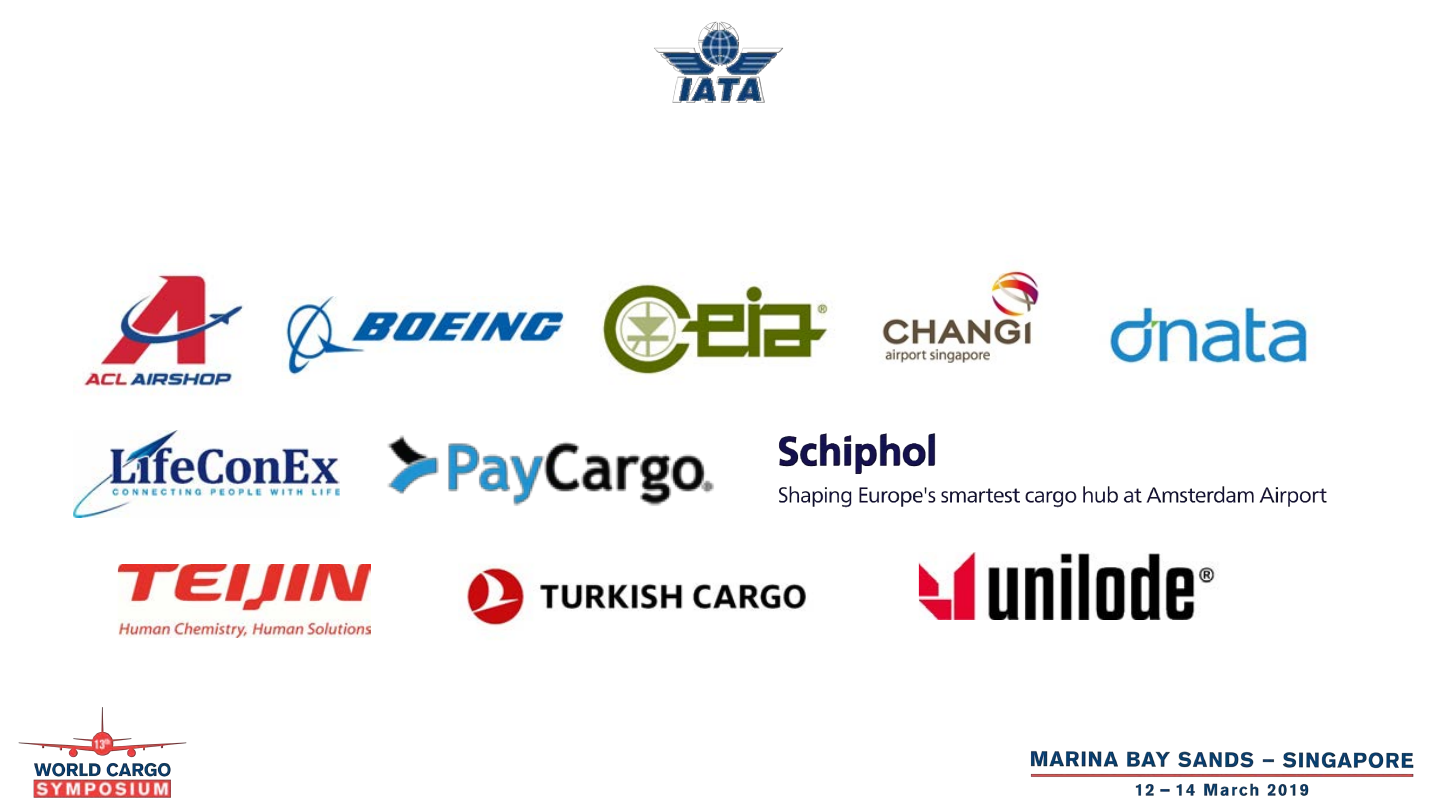 IATA
ACL AIRSHOP
BOEING
Ceia®
CHANGI
airport singapore
dnata
LifeConEx
CONNECTING PEOPLE WITH LIFE
PayCargo®
Schiphol
Shaping Europe's smartest cargo hub at Amsterdam Airport
TEIJIN
Human Chemistry, Human Solutions
TURKISH CARGO
unilode®
13th
WORLD CARGO
SYMPOSIUM
MARINA BAY SANDS – SINGAPORE
12 – 14 March 2019